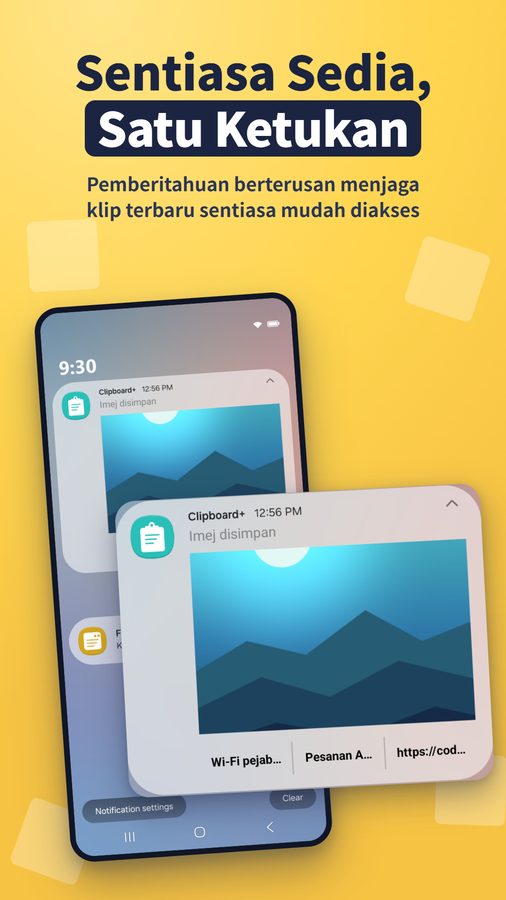 Sentiasa Sedia,
Satu Ketukan
Pemberitahuan berterusan menjaga
klip terbaru sentiasa mudah diakses
9:30
Clipboard+ 12:56 PM
Imej disimpan
Clipboard+ 12:56 PM
Imej disimpan
Wi-Fi pejab... Pesanan A... https://cod...
Notification settings
Clear